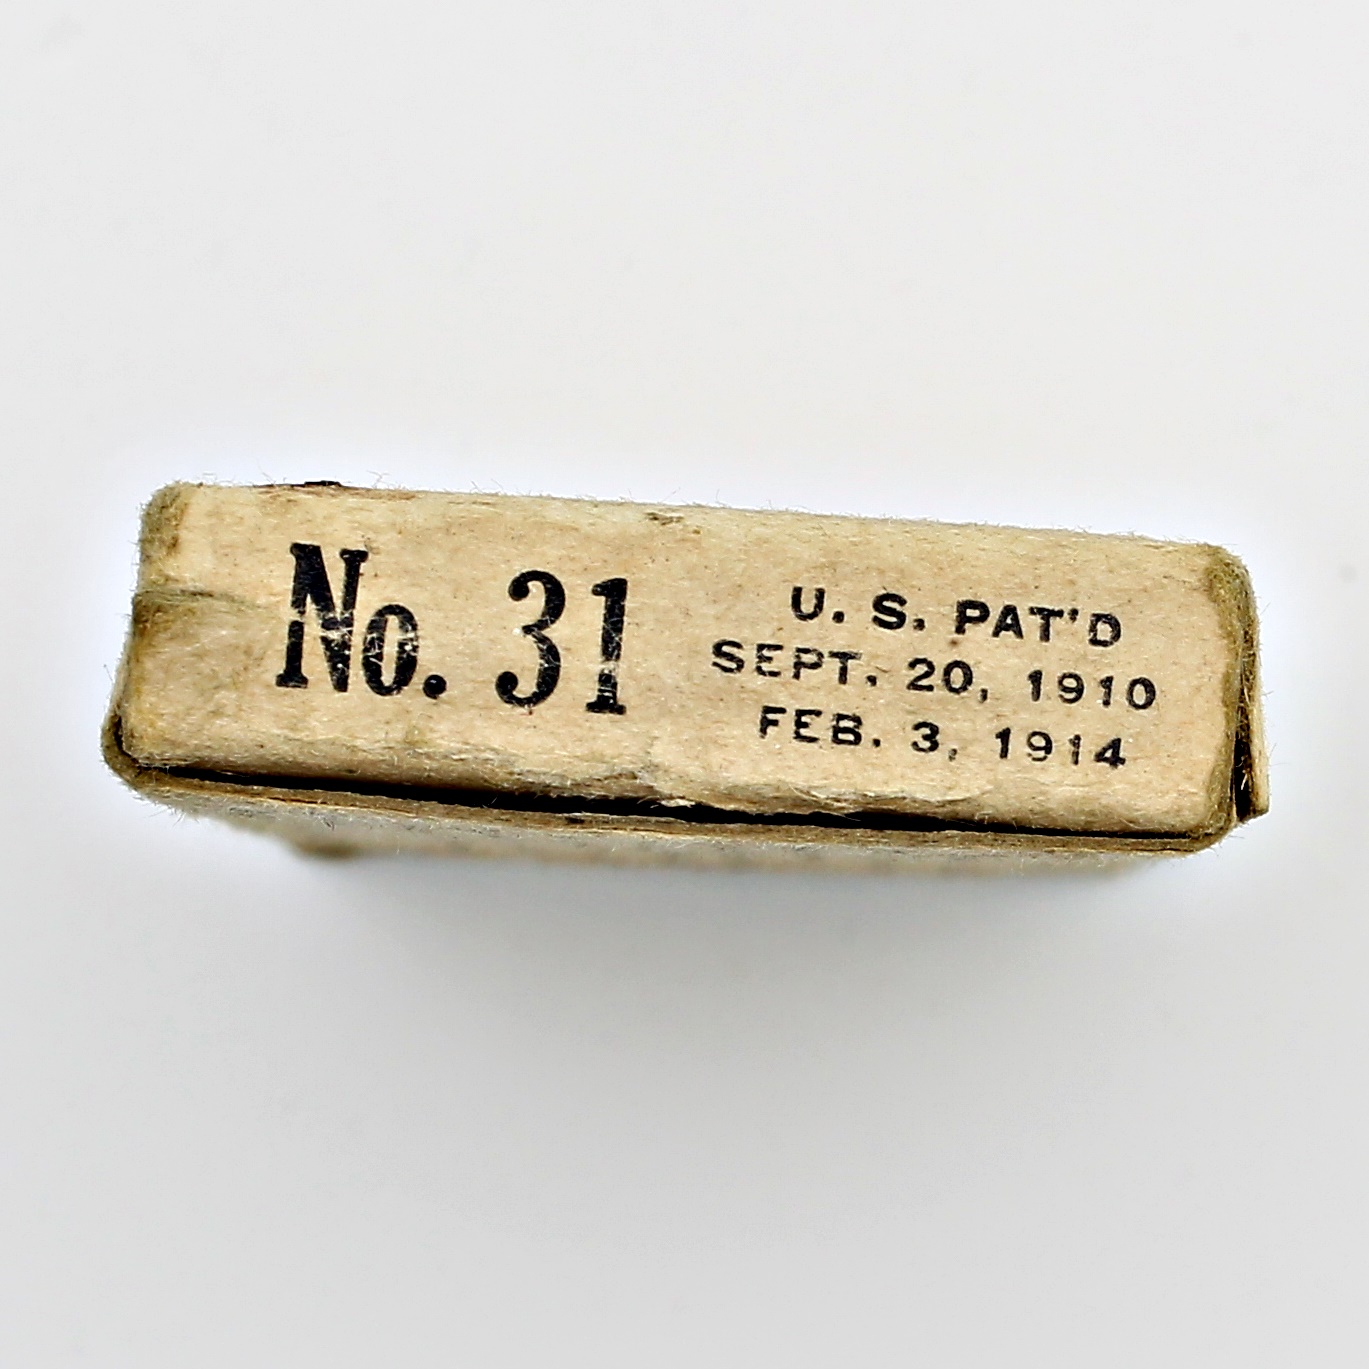 No. 31
U. S. PAT'D
SEPT. 20, 1910
FEB. 3, 1914